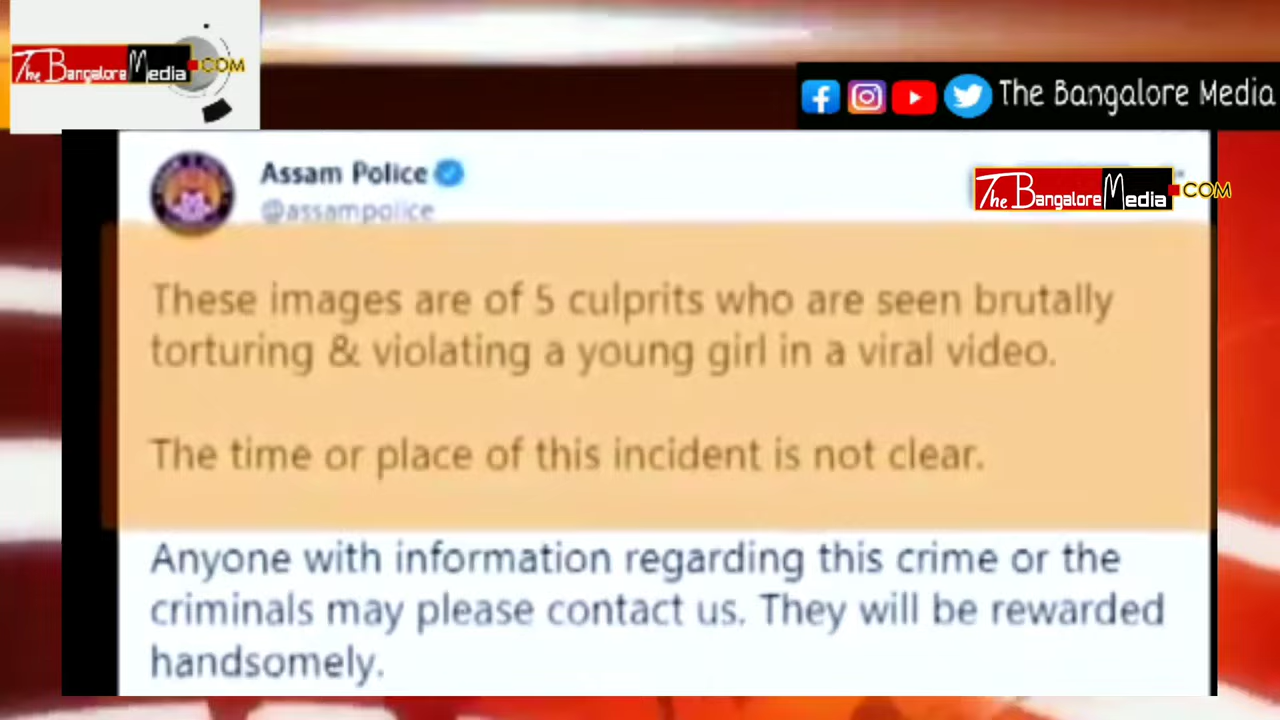 The Bangalore Media.COM
The Bangalore Media
Assam Police
@assampolice
The Bangalore Media.COM
These images are of 5 culprits who are seen brutally
torturing & violating a young girl in a viral video.
The time or place of this incident is not clear.
Anyone with information regarding this crime or the
criminals may please contact us. They will be rewarded
handsomely.